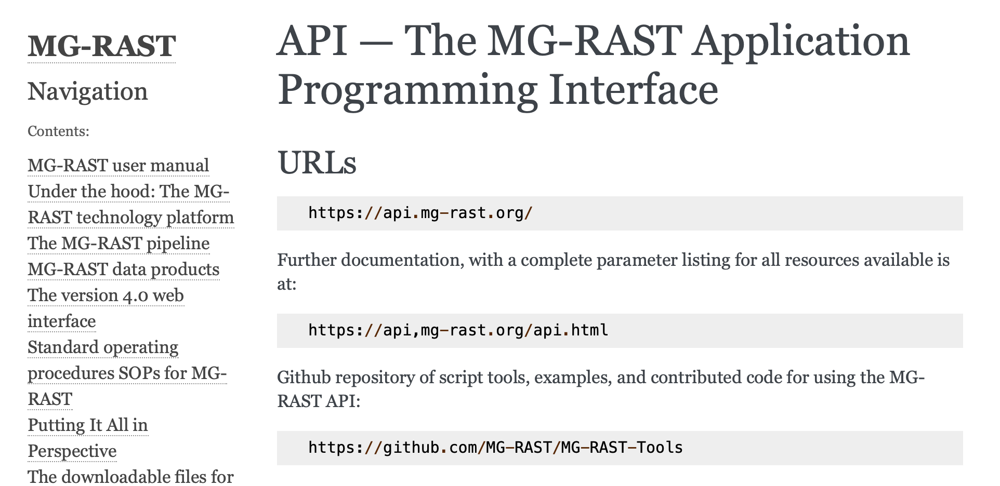 MG-RAST
Navigation
Contents:
MG-RAST user manual
Under the hood: The MG-
RAST technology platform
The MG-RAST pipeline
MG-RAST data products
The version 4.0 web
interface
Standard operating
procedures SOPs for MG-
RAST
Putting It All in
Perspective
The downloadable files for
API — The MG-RAST Application
Programming Interface
URLs
https://api.mg-rast.org/
Further documentation, with a complete parameter listing for all resources available is
at:
https://api,mg-rast.org/api.html
Github repository of script tools, examples, and contributed code for using the MG-
RAST API:
https://github.com/MG-RAST/MG-RAST-Tools